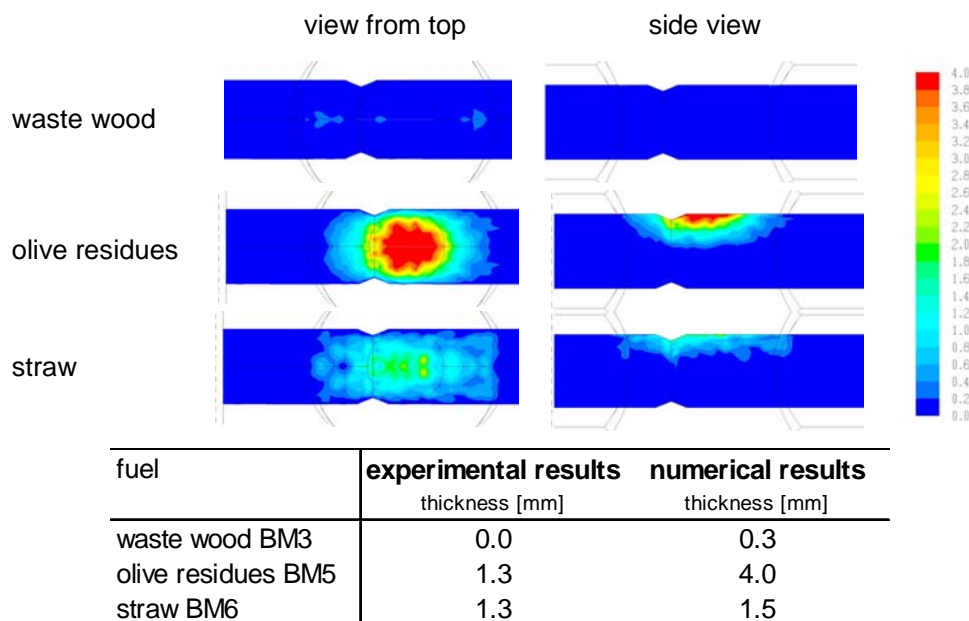 view from top side view
waste wood
olive residues
straw
4.0
3.8
3.6
3.4
3.2
3.0
2.8
2.6
2.4
2.2
2.0
1.8
1.6
1.4
1.2
1.0
0.8
0.6
0.4
0.2
0.0
fuel experimental results numerical results
thickness [mm] thickness [mm]
waste wood BM3 0.0 0.3
olive residues BM5 1.3 4.0
straw BM6 1.3 1.5